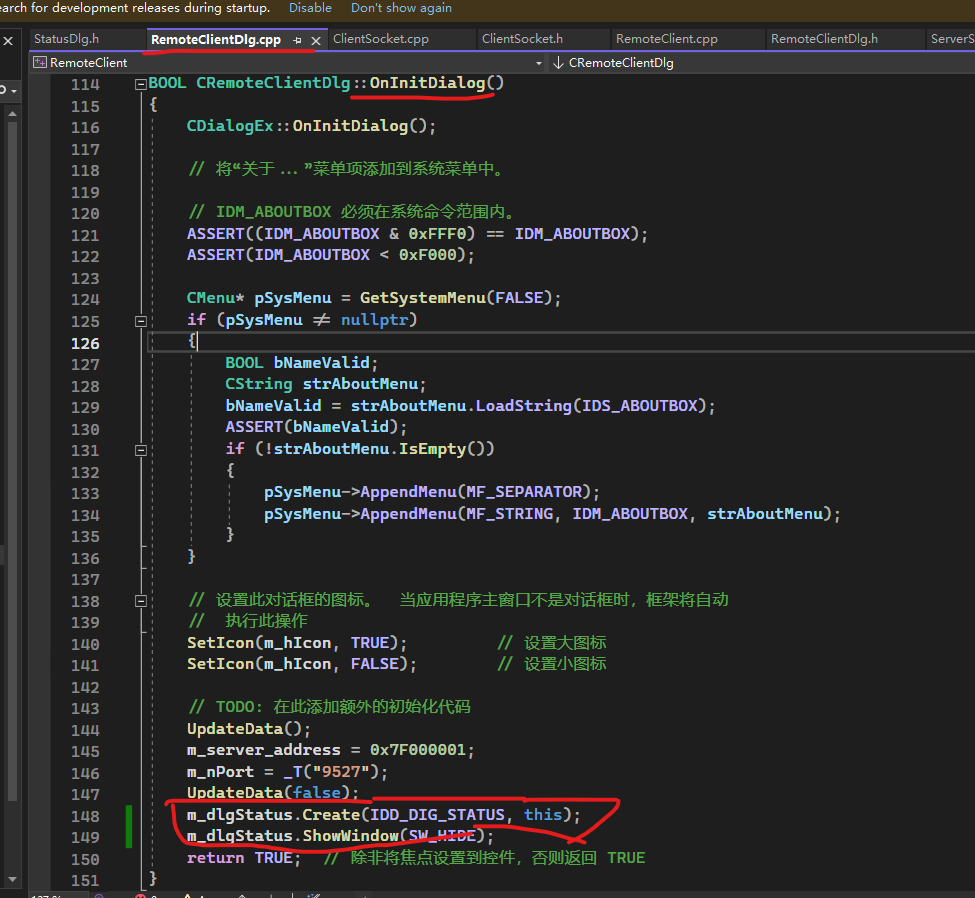 earch for development releases during startup. Disable Don't show again
StatusDlg.h RemoteClientDlg.cpp ClientSocket.cpp ClientSocket.h RemoteClient.cpp RemoteClientDlg.h ServerS
RemoteClient CRemoteClientDlg
114 BOOL CRemoteClientDlg::OnInitDialog()
115 {
116 CDialogEx::OnInitDialog();
117
118 // 将“关于...”菜单项添加到系统菜单中。
119
120 // IDM_ABOUTBOX 必须在系统命令范围内。
121 ASSERT((IDM_ABOUTBOX & 0xFFF0) == IDM_ABOUTBOX);
122 ASSERT(IDM_ABOUTBOX < 0xF000);
123
124 CMenu* pSysMenu = GetSystemMenu(FALSE);
125 if (pSysMenu ≠ nullptr)
126 {
127 BOOL bNameValid;
128 CString strAboutMenu;
129 bNameValid = strAboutMenu.LoadString(IDS_ABOUTBOX);
130 ASSERT(bNameValid);
131 if (!strAboutMenu.IsEmpty())
132 {
133 pSysMenu->AppendMenu(MF_SEPARATOR);
134 pSysMenu->AppendMenu(MF_STRING, IDM_ABOUTBOX, strAboutMenu);
135 }
136 }
137
138 // 设置此对话框的图标。 当应用程序主窗口不是对话框时，框架将自动
139 // 执行此操作
140 SetIcon(m_hIcon, TRUE); // 设置大图标
141 SetIcon(m_hIcon, FALSE); // 设置小图标
142
143 // TODO: 在此添加额外的初始化代码
144 UpdateData();
145 m_server_address = 0x7F000001;
146 m_nPort = _T("9527");
147 UpdateData(false);
148 m_dlgStatus.Create(IDD_DIG_STATUS, this);
149 m_dlgStatus.ShowWindow(SW_HIDE);
150 return TRUE; // 除非将焦点设置到控件，否则返回 TRUE
151 }